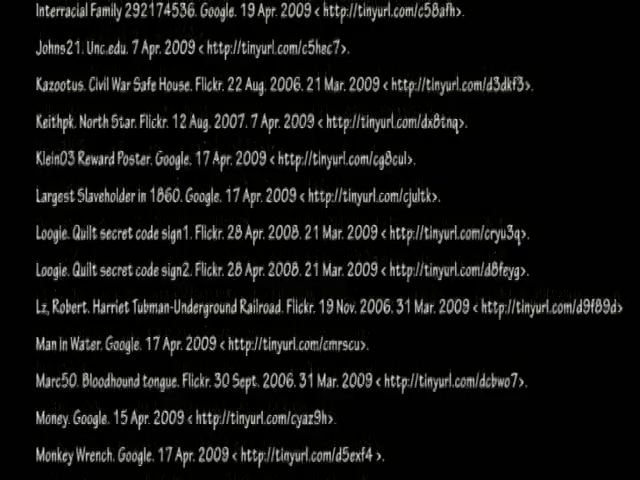 Interracial Family 292174536. Google. 19 Apr. 2009 < http://tinyurl.com/c58afh>.
Johns21. Unc.edu. 7 Apr. 2009 < http://tinyurl.com/c5hec7>.
Kazootus. Civil War Safe House. Flickr. 22 Aug. 2006. 21 Mar. 2009 < http://tinyurl.com/d3dkf3>.
Keithpk. North Star. Flickr. 12 Aug. 2007. 7 Apr. 2009 < http://tinyurl.com/dx8tnq>.
Klein03 Reward Poster. Google. 17 Apr. 2009 < http://tinyurl.com/cg8cul>.
Largest Slaveholder in 1860. Google. 17 Apr. 2009 < http://tinyurl.com/cjultk>.
Loogie. Quilt secret code sign1. Flickr. 28 Apr. 2008. 21 Mar. 2009 < http://tinyurl.com/cryu3q>.
Loogie. Quilt secret code sign2. Flickr. 28 Apr. 2008. 21 Mar. 2009 < http://tinyurl.com/d8feyg>.
Lz, Robert. Harriet Tubman-Underground Railroad. Flickr. 19 Nov. 2006. 31 Mar. 2009 < http://tinyurl.com/d9f89d>
Man in Water. Google. 17 Apr. 2009 < http://tinyurl.com/cmrscu>.
Marc50. Bloodhound tongue. Flickr. 30 Sept. 2006. 31 Mar. 2009 < http://tinyurl.com/dcbwo7>.
Money. Google. 15 Apr. 2009 < http://tinyurl.com/cyaz9h>.
Monkey Wrench. Google. 17 Apr. 2009 < http://tinyurl.com/d5exf4 >.